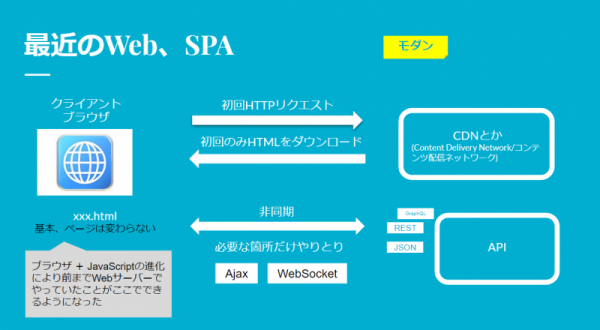 最近のWeb、SPA
モダン
クライアント
ブラウザ
初回HTTPリクエスト
初回のみHTMLをダウンロード
CDNとか
(Content Delivery Network/コンテ
ンツ配信ネットワーク)
xxx.html
基本、ページは変わらない
非同期
必要な箇所だけやりとり
Ajax
WebSocket
GraphQL
REST
JSON
API
ブラウザ + JavaScriptの進化
により前までWebサーバーで
やっていたことがここででき
るようになった